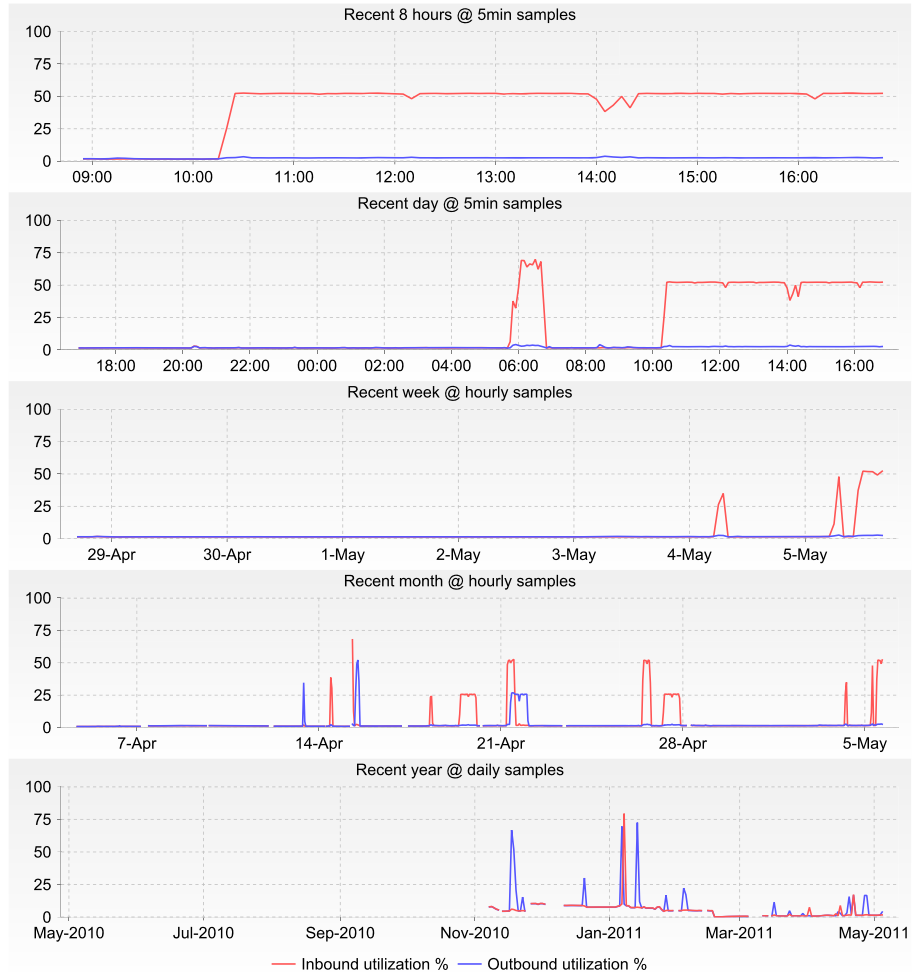 Recent 8 hours @ 5min samples
100
75
50
25
0
09:00 10:00 11:00 12:00 13:00 14:00 15:00 16:00
Recent day @ 5min samples
100
75
50
25
0
18:00 20:00 22:00 00:00 02:00 04:00 06:00 08:00 10:00 12:00 14:00 16:00
Recent week @ hourly samples
100
75
50
25
0
29-Apr 30-Apr 1-May 2-May 3-May 4-May 5-May
Recent month @ hourly samples
100
75
50
25
0
7-Apr 14-Apr 21-Apr 28-Apr 5-May
Recent year @ daily samples
100
75
50
25
0
May-2010 Jul-2010 Sep-2010 Nov-2010 Jan-2011 Mar-2011 May-2011
Inbound utilization % Outbound utilization %